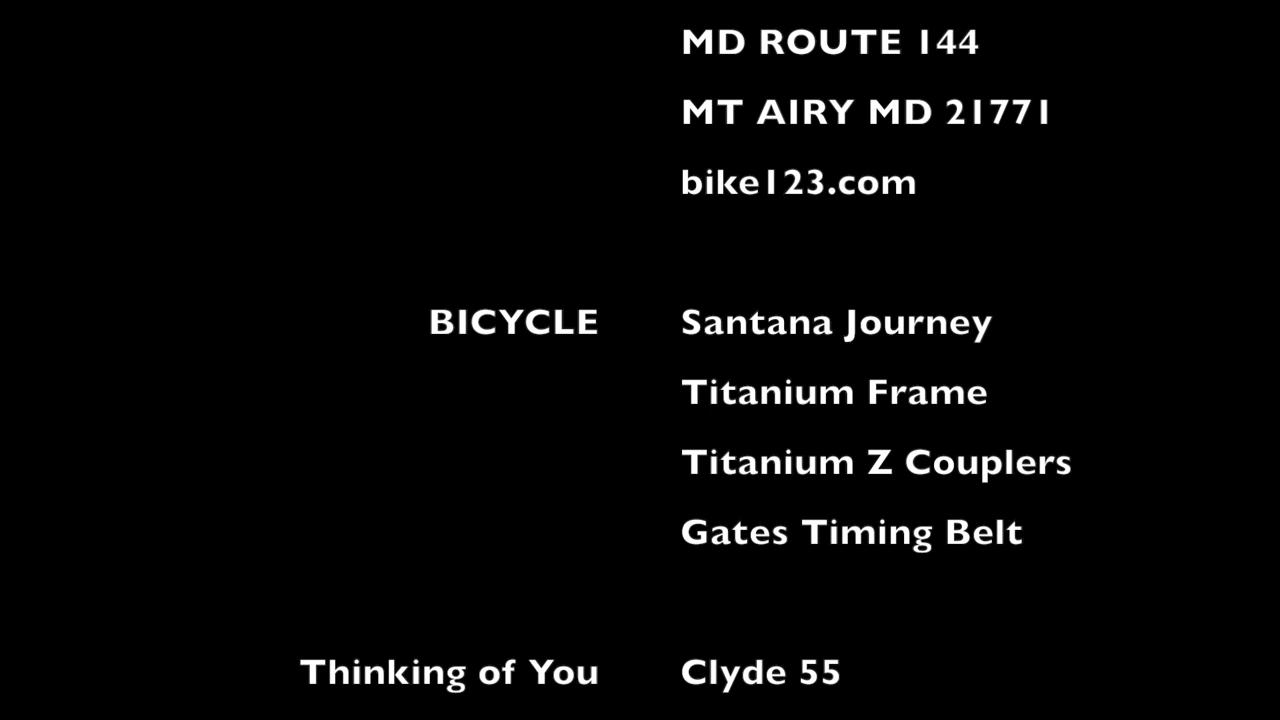 MD ROUTE 144
MT AIRY MD 21771
bike123.com
BICYCLE Santana Journey
Titanium Frame
Titanium Z Couplers
Gates Timing Belt
Thinking of You Clyde 55